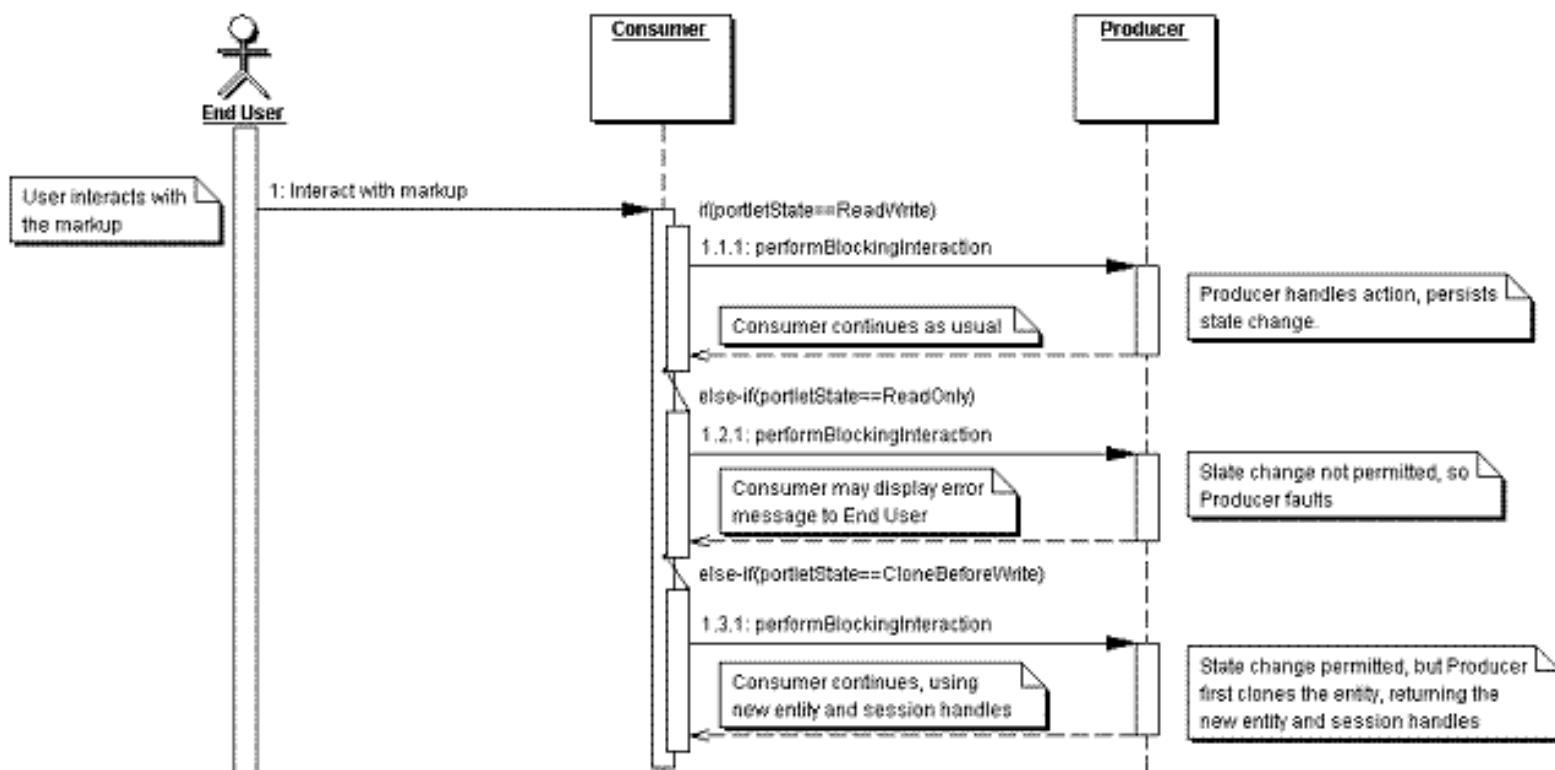 Consumer
Producer
End User
User interacts with
the markup
1: Interact with markup
if(portletState==ReadWrite)
1.1.1: performBlockingInteraction
Producer handles action, persists
state change.
Consumer continues as usual
else-if(portletState==ReadOnly)
1.2.1: performBlockingInteraction
State change not permitted, so
Producer faults
Consumer may display error
message to End User
else-if(portletState==CloneBeforeWrite)
1.3.1: performBlockingInteraction
State change permitted, but Producer
first clones the entity, returning the
new entity and session handles
Consumer continues, using
new entity and session handles